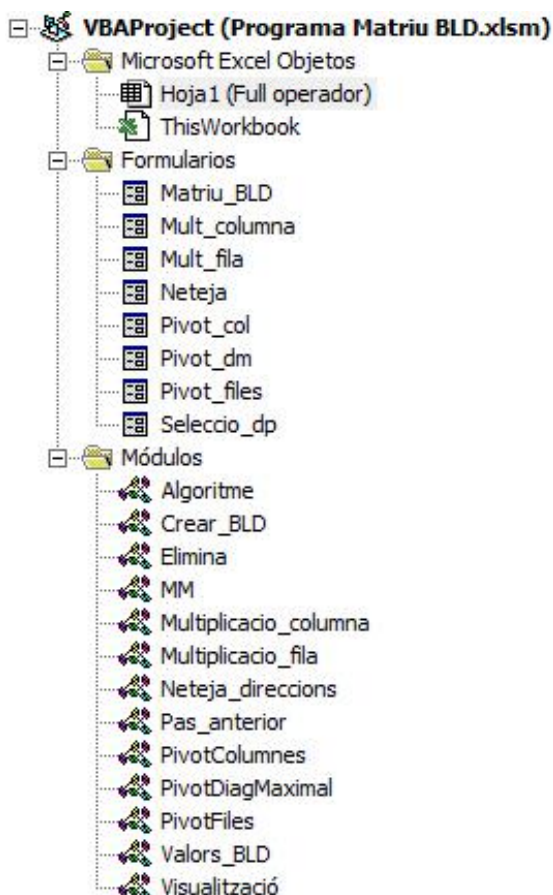 VBAProject (Programa Matriu BLD.xlsm)
Microsoft Excel Objetos
Hoja1 (Full operador)
ThisWorkbook
Formularios
Matriu_BLD
Mult_columna
Mult_fila
Neteja
Pivot_col
Pivot_dm
Pivot_files
Seleccio_dp
Módulos
Algoritme
Crear_BLD
Elimina
MM
Multiplicacio_columna
Multiplicacio_fila
Neteja_direccions
Pas_anterior
PivotColumnes
PivotDiagMaximal
PivotFiles
Valors_BLD
Visualització